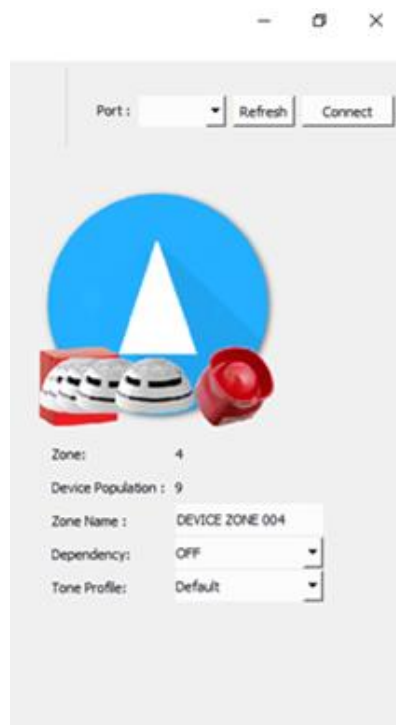 Port : Refresh Connect
Zone: 4
Device Population : 9
Zone Name : DEVICE ZONE 004
Dependency: OFF
Tone Profile: Default